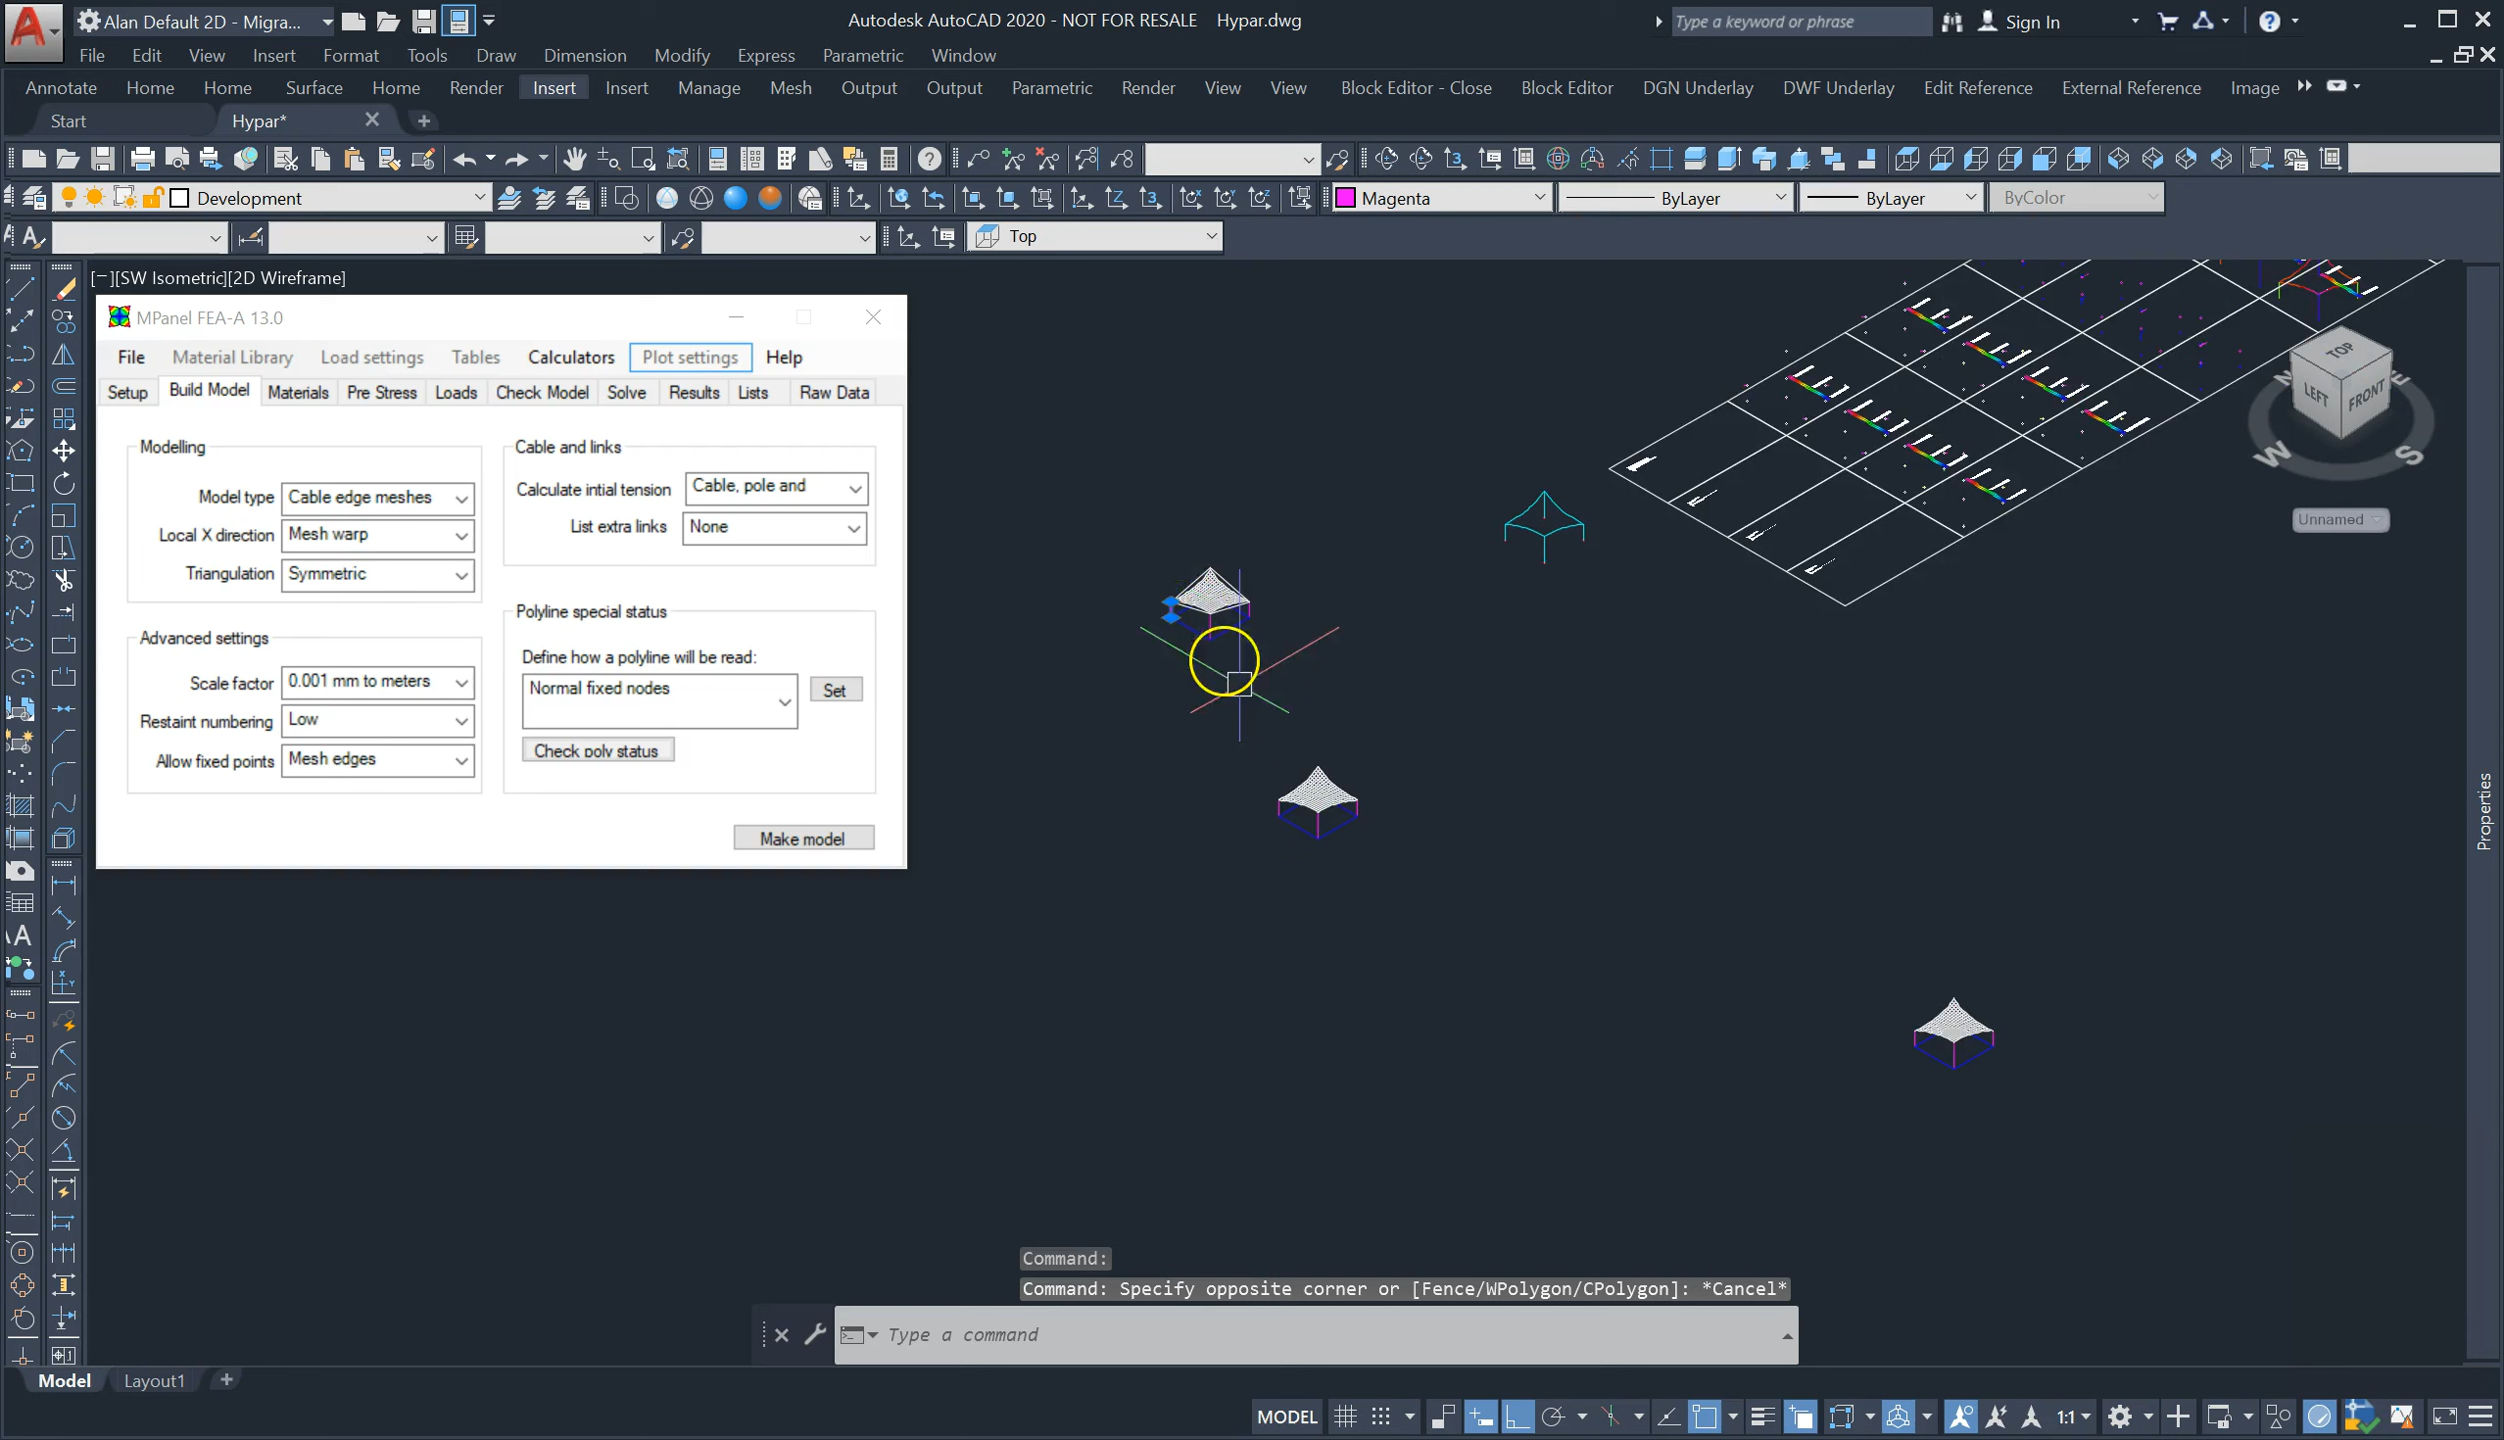 Alan Default 2D - Migra...
Autodesk AutoCAD 2020 - NOT FOR RESALE Hypar.dwg
Type a keyword or phrase
Sign In
File Edit View Insert Format Tools Draw Dimension Modify Express Parametric Window
Annotate Home Home Surface Home Render Insert Insert Manage Mesh Output Output Parametric Render View View Block Editor - Close Block Editor DGN Underlay DWF Underlay Edit Reference External Reference Image
Start Hypar*
Development
Magenta
ByLayer
ByLayer
ByColor
Top
[−][SW Isometric][2D Wireframe]
MPanel FEA-A 13.0
File Material Library Load settings Tables Calculators Plot settings Help
Setup Build Model Materials Pre Stress Loads Check Model Solve Results Lists Raw Data
Modelling
Model type Cable edge meshes
Local X direction Mesh warp
Triangulation Symmetric
Advanced settings
Scale factor 0.001 mm to meters
Restaint numbering Low
Allow fixed points Mesh edges
Cable and links
Calculate intial tension Cable, pole and
List extra links None
Polyline special status
Define how a polyline will be read:
Normal fixed nodes
Set
Check poly status
Make model
TOP
LEFT
FRONT
W
S
Unnamed
Properties
Command:
Command: Specify opposite corner or [Fence/WPolygon/CPolygon]: *Cancel*
Type a command
Model Layout1
MODEL
1:1